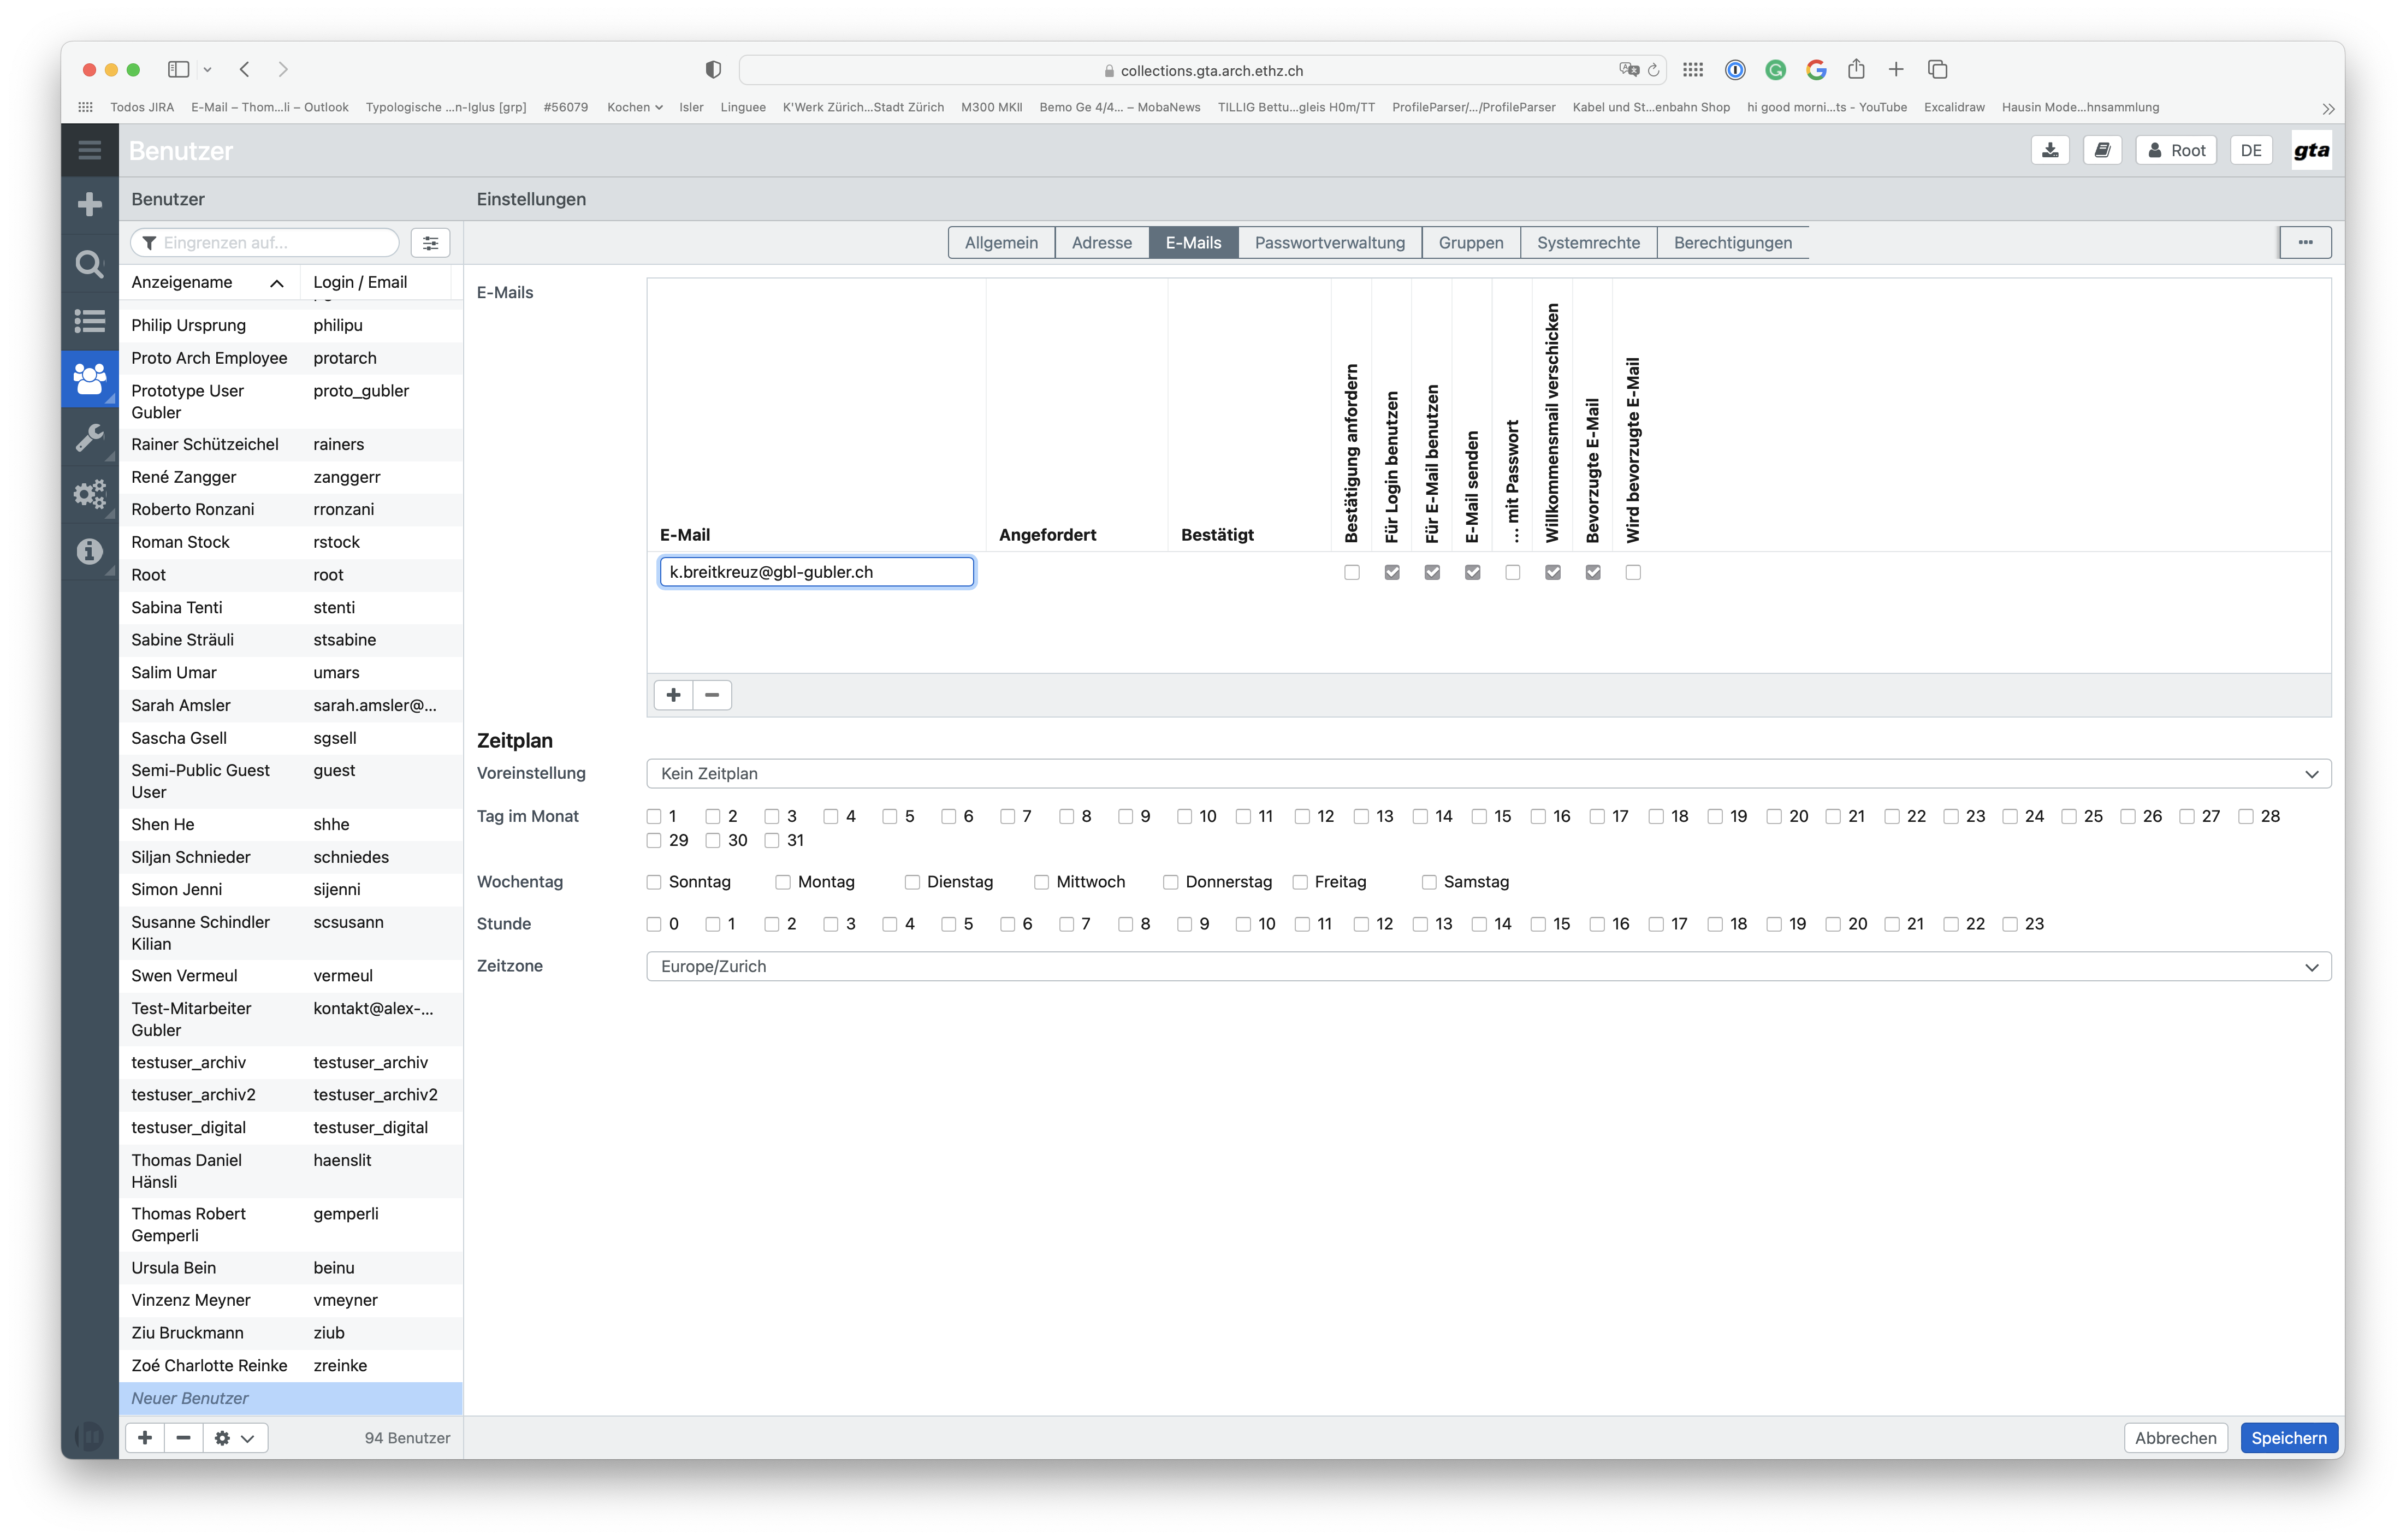 collections.gta.arch.ethz.ch
Todos JIRA E-Mail – Thom...li – Outlook Typologische ...n-Iglus [grp] #56079 Kochen Isler Linguee K'Werk Zürich...Stadt Zürich M300 MKII Bemo Ge 4/4... – MobaNews TILLIG Bettu...gleis H0m/TT ProfileParser/.../ProfileParser Kabel und St...enbahn Shop hi good morni...ts - YouTube Excalidraw Hausin Mode...hnsammlung
Benutzer
Root DE gta
Benutzer
Einstellungen
Eingrenzen auf...
Allgemein Adresse E-Mails Passwortverwaltung Gruppen Systemrechte Berechtigungen
Anzeigename Login / Email
Philip Ursprung philipu
Proto Arch Employee protarch
Prototype User proto_gubler
Gubler
Rainer Schützeichel rainers
René Zangger zanggerr
Roberto Ronzani rronzani
Roman Stock rstock
Root root
Sabina Tenti stenti
Sabine Sträuli stsabine
Salim Umar umars
Sarah Amsler sarah.amsler@...
Sascha Gsell sgsell
Semi-Public Guest guest
User
Shen He shhe
Siljan Schnieder schniedes
Simon Jenni sijenni
Susanne Schindler scsusann
Kilian
Swen Vermeul vermeul
Test-Mitarbeiter kontakt@alex-...
Gubler
testuser_archiv testuser_archiv
testuser_archiv2 testuser_archiv2
testuser_digital testuser_digital
Thomas Daniel haenslit
Hänsli
Thomas Robert gemperli
Gemperli
Ursula Bein beinu
Vinzenz Meyner vmeyner
Ziu Bruckmann ziub
Zoé Charlotte Reinke zreinke
Neuer Benutzer
94 Benutzer
E-Mails
E-Mail Angefordert Bestätigt
Bestätigung anfordern
Für Login benutzen
Für E-Mail benutzen
E-Mail senden
... mit Passwort
Willkommensmail verschicken
Bevorzugte E-Mail
Wird bevorzugte E-Mail
k.breitkreuz@gbl-gubler.ch
Zeitplan
Voreinstellung Kein Zeitplan
Tag im Monat 1 2 3 4 5 6 7 8 9 10 11 12 13 14 15 16 17 18 19 20 21 22 23 24 25 26 27 28
29 30 31
Wochentag Sonntag Montag Dienstag Mittwoch Donnerstag Freitag Samstag
Stunde 0 1 2 3 4 5 6 7 8 9 10 11 12 13 14 15 16 17 18 19 20 21 22 23
Zeitzone Europe/Zurich
Abbrechen Speichern